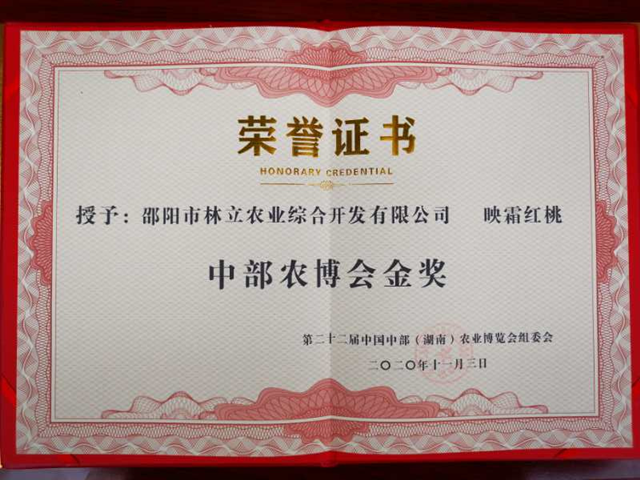 荣誉证书
HONORARY CREDENTIAL
授予：邵阳市林立农业综合开发有限公司 映霜红桃
中部农博会金奖
第二十二届中国中部（湖南）农业博览会组委会
二〇二〇年十一月三日